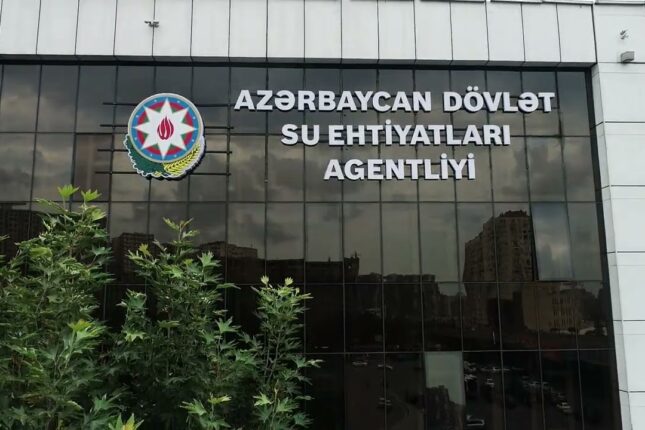 AZƏRBAYCAN DÖVLƏT
SU EHTİYATLARI
AGENTLİYİ